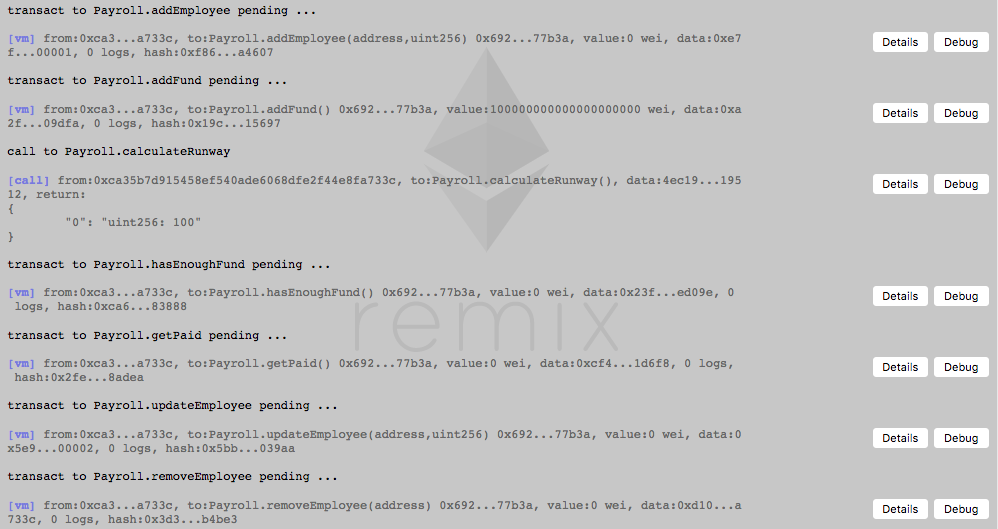 transact to Payroll.addEmployee pending ...
[vm] from:0xca3...a733c, to:Payroll.addEmployee(address,uint256) 0x692...77b3a, value:0 wei, data:0xe7
f...00001, 0 logs, hash:0xf86...a4607
Details Debug
transact to Payroll.addFund pending ...
[vm] from:0xca3...a733c, to:Payroll.addFund() 0x692...77b3a, value:100000000000000000000 wei, data:0xa
2f...09dfa, 0 logs, hash:0x19c...15697
Details Debug
call to Payroll.calculateRunway
[call] from:0xca35b7d915458ef540ade6068dfe2f44e8fa733c, to:Payroll.calculateRunway(), data:4ec19...195
12, return:
{
"0": "uint256: 100"
}
Details Debug
transact to Payroll.hasEnoughFund pending ...
[vm] from:0xca3...a733c, to:Payroll.hasEnoughFund() 0x692...77b3a, value:0 wei, data:0x23f...ed09e, 0
logs, hash:0xca6...83888
Details Debug
remix
transact to Payroll.getPaid pending ...
[vm] from:0xca3...a733c, to:Payroll.getPaid() 0x692...77b3a, value:0 wei, data:0xcf4...1d6f8, 0 logs,
hash:0x2fe...8adea
Details Debug
transact to Payroll.updateEmployee pending ...
[vm] from:0xca3...a733c, to:Payroll.updateEmployee(address,uint256) 0x692...77b3a, value:0 wei, data:0
x5e9...00002, 0 logs, hash:0x5bb...039aa
Details Debug
transact to Payroll.removeEmployee pending ...
[vm] from:0xca3...a733c, to:Payroll.removeEmployee(address) 0x692...77b3a, value:0 wei, data:0xd10...a
733c, 0 logs, hash:0x3d3...b4be3
Details Debug